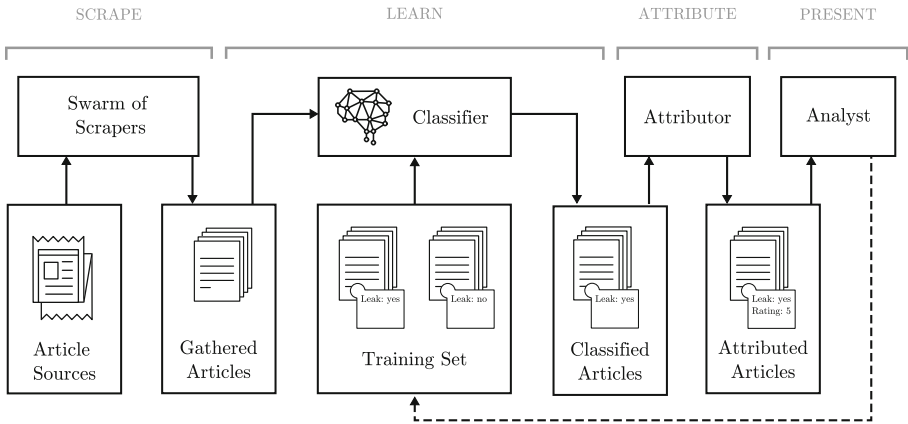 SCRAPE
LEARN
ATTRIBUTE
PRESENT
Swarm of
Scrapers
Classifier
Attributor
Analyst
Article
Sources
Gathered
Articles
Leak: yes
Leak: no
Training Set
Leak: yes
Classified
Articles
Leak: yes
Rating: 5
Attributed
Articles